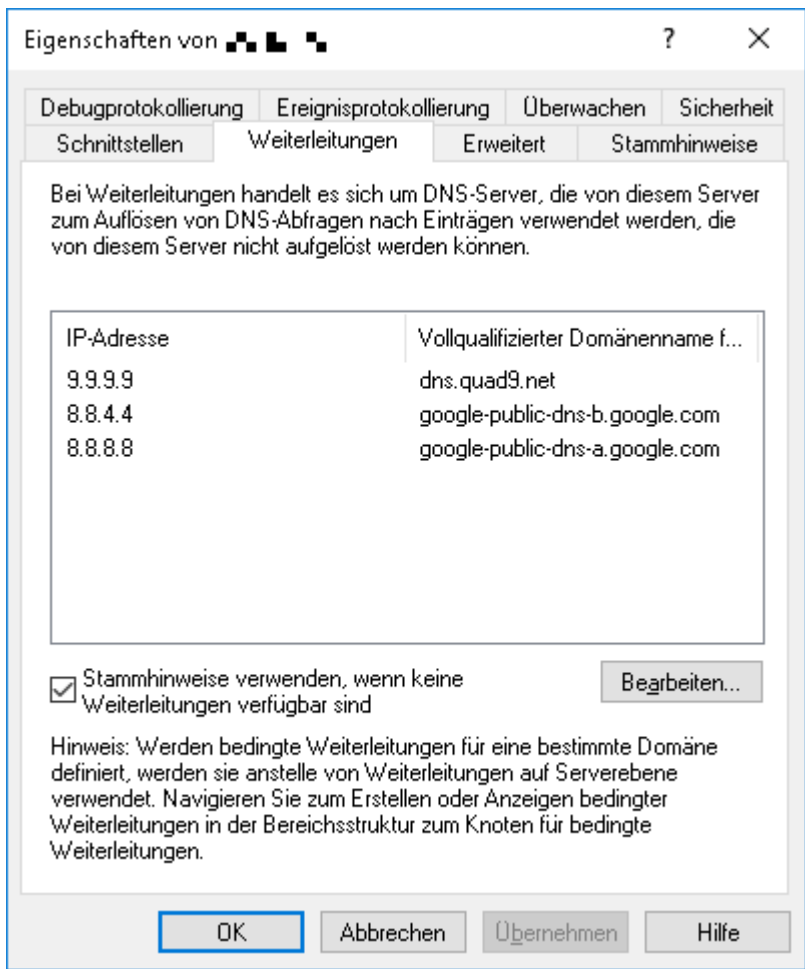 Eigenschaften von
?
Debugprotokollierung Ereignisprotokollierung Überwachen Sicherheit
Schnittstellen Weiterleitungen Erweitert Stammhinweise
Bei Weiterleitungen handelt es sich um DNS-Server, die von diesem Server
zum Auflösen von DNS-Abfragen nach Einträgen verwendet werden, die
von diesem Server nicht aufgelöst werden können.
IP-Adresse Vollqualifizierter Domänenname f...
9.9.9.9 dns.quad9.net
8.8.4.4 google-public-dns-b.google.com
8.8.8.8 google-public-dns-a.google.com
Stammhinweise verwenden, wenn keine
Weiterleitungen verfügbar sind
Bearbeiten...
Hinweis: Werden bedingte Weiterleitungen für eine bestimmte Domäne
definiert, werden sie anstelle von Weiterleitungen auf Serverebene
verwendet. Navigieren Sie zum Erstellen oder Anzeigen bedingter
Weiterleitungen in der Bereichsstruktur zum Knoten für bedingte
Weiterleitungen.
OK Abbrechen Übernehmen Hilfe